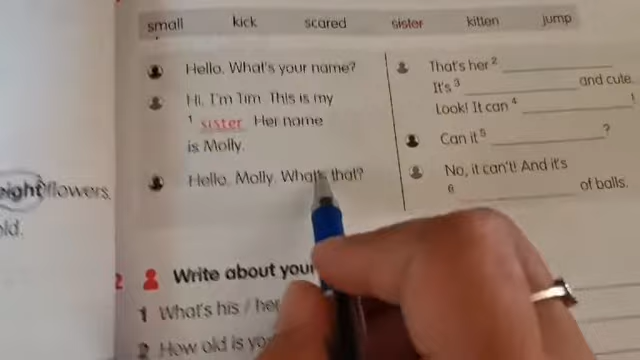 small kick scared sister kitten jump
Hello. What's your name?
Hi. I'm Tim. This is my
1 sister. Her name
is Molly.
Hello, Molly. What's that?
That's her 2
It's 3 and cute.
Look! It can 4 !
Can it 5 ?
No, it can't! And it's
6 of balls.
eight flowers.
old.
2 Write about your
1 What's his / her
2 How old is